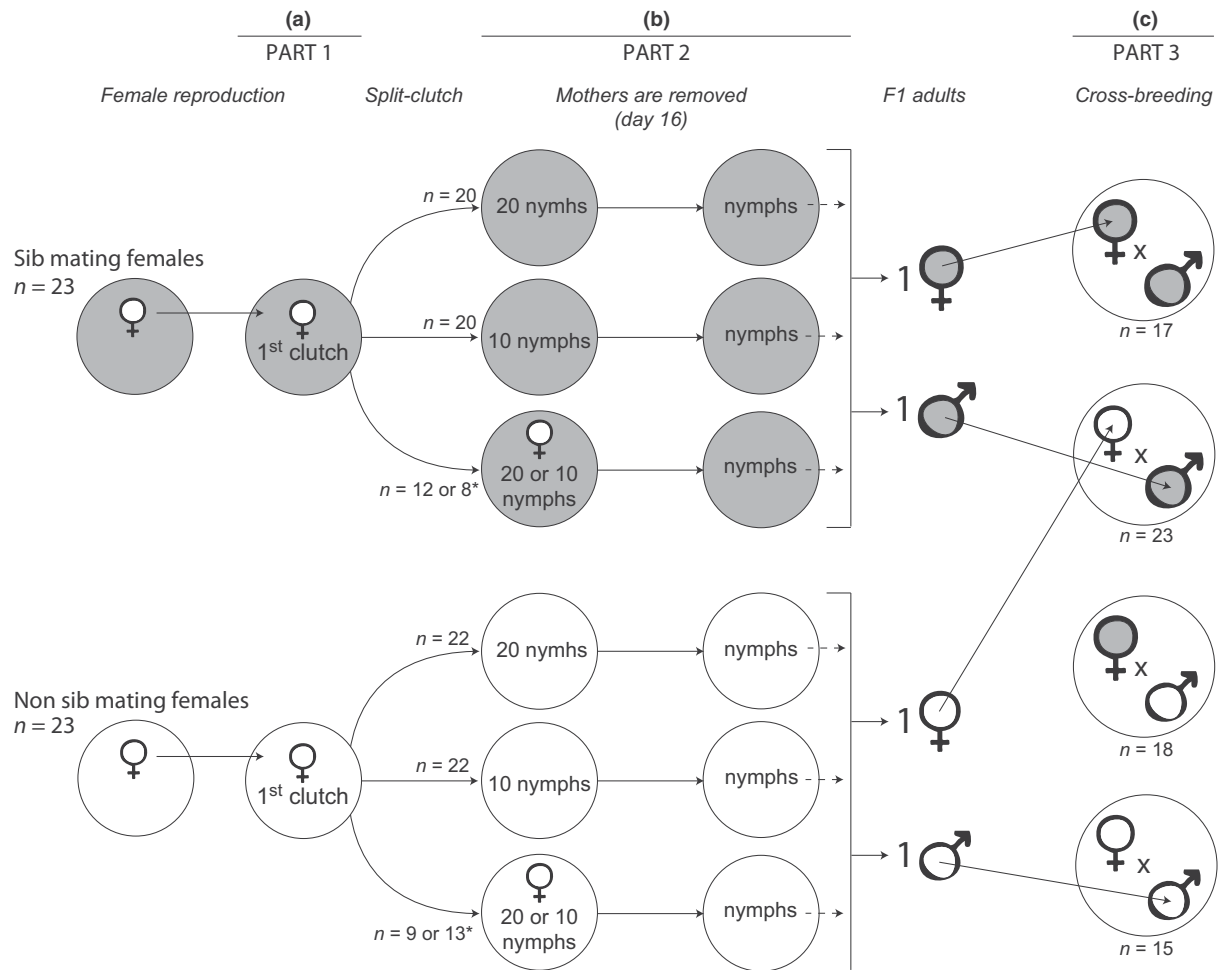 (a)
(b)
(c)
PART 1
PART 2
PART 3
Female reproduction
Split-clutch
Mothers are removed
(day 16)
F1 adults
Cross-breeding
Sib mating females
n = 23
1st clutch
n = 20
20 nymhs
nymphs
n = 20
10 nymphs
nymphs
n = 12 or 8*
20 or 10
nymphs
nymphs
1
1
x
n = 17
x
n = 23
Non sib mating females
n = 23
1st clutch
n = 22
20 nymhs
nymphs
n = 22
10 nymphs
nymphs
n = 9 or 13*
20 or 10
nymphs
nymphs
1
1
x
n = 18
x
n = 15